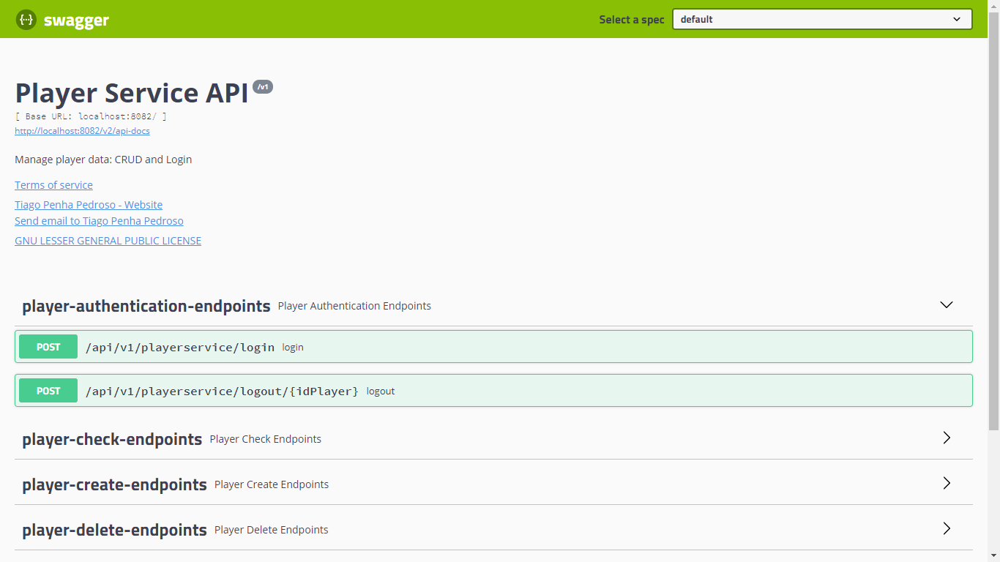 {···} swagger Select a spec default
Player Service API /v1
[ Base URL: localhost:8082/ ]
http://localhost:8082/v2/api-docs
Manage player data: CRUD and Login
Terms of service
Tiago Penha Pedroso - Website
Send email to Tiago Penha Pedroso
GNU LESSER GENERAL PUBLIC LICENSE
player-authentication-endpoints Player Authentication Endpoints
POST /api/v1/playerservice/login login
POST /api/v1/playerservice/logout/{idPlayer} logout
player-check-endpoints Player Check Endpoints
player-create-endpoints Player Create Endpoints
player-delete-endpoints Player Delete Endpoints